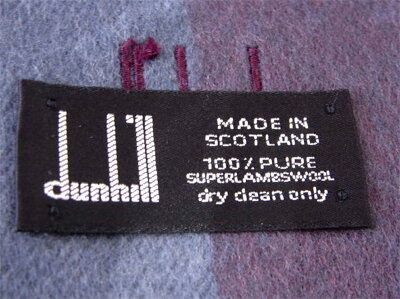 dunhill
MADE IN
SCOTLAND
100% PURE
SUPERLAMBSWOOL
dry clean only